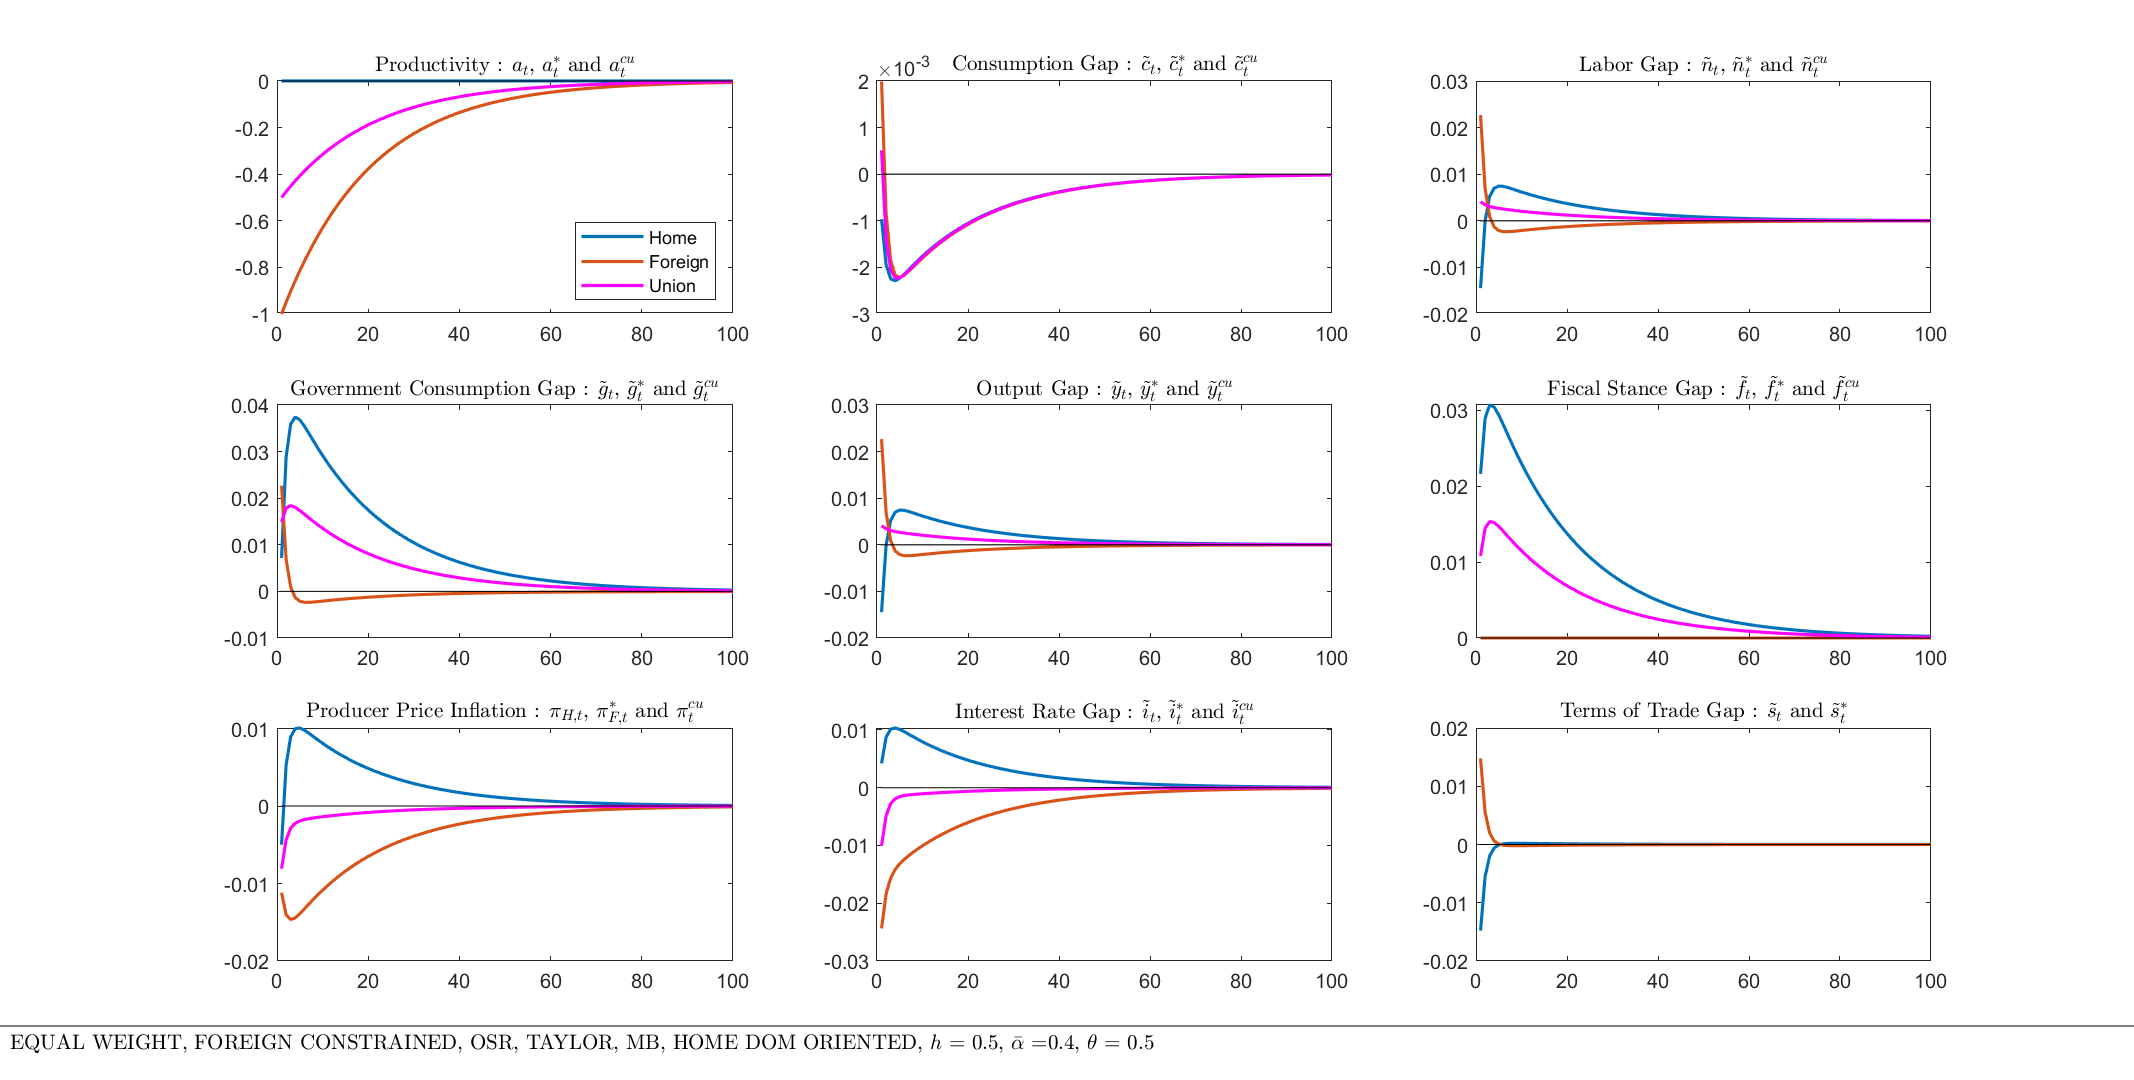 Productivity : a_t, a_t^* and a_t^{cu}
0
-0.2
-0.4
-0.6
-0.8
-1
0 20 40 60 80 100
Home
Foreign
Union
×10^{-3}
Consumption Gap : c̃_t, c̃_t^* and c̃_t^{cu}
2
1
0
-1
-2
-3
0 20 40 60 80 100
Labor Gap : ñ_t, ñ_t^* and ñ_t^{cu}
0.03
0.02
0.01
0
-0.01
-0.02
0 20 40 60 80 100
Government Consumption Gap : g̃_t, g̃_t^* and g̃_t^{cu}
0.04
0.03
0.02
0.01
0
-0.01
0 20 40 60 80 100
Output Gap : ỹ_t, ỹ_t^* and ỹ_t^{cu}
0.03
0.02
0.01
0
-0.01
-0.02
0 20 40 60 80 100
Fiscal Stance Gap : f̃_t, f̃_t^* and f̃_t^{cu}
0.03
0.02
0.01
0
0 20 40 60 80 100
Producer Price Inflation : π_{H,t}, π_{F,t}^* and π_t^{cu}
0.01
0
-0.01
-0.02
0 20 40 60 80 100
Interest Rate Gap : ĩ_t, ĩ_t^* and ĩ_t^{cu}
0.01
0
-0.01
-0.02
-0.03
0 20 40 60 80 100
Terms of Trade Gap : s̃_t and s̃_t^*
0.02
0.01
0
-0.01
-0.02
0 20 40 60 80 100
EQUAL WEIGHT, FOREIGN CONSTRAINED, OSR, TAYLOR, MB, HOME DOM ORIENTED, h = 0.5, ᾱ =0.4, θ = 0.5